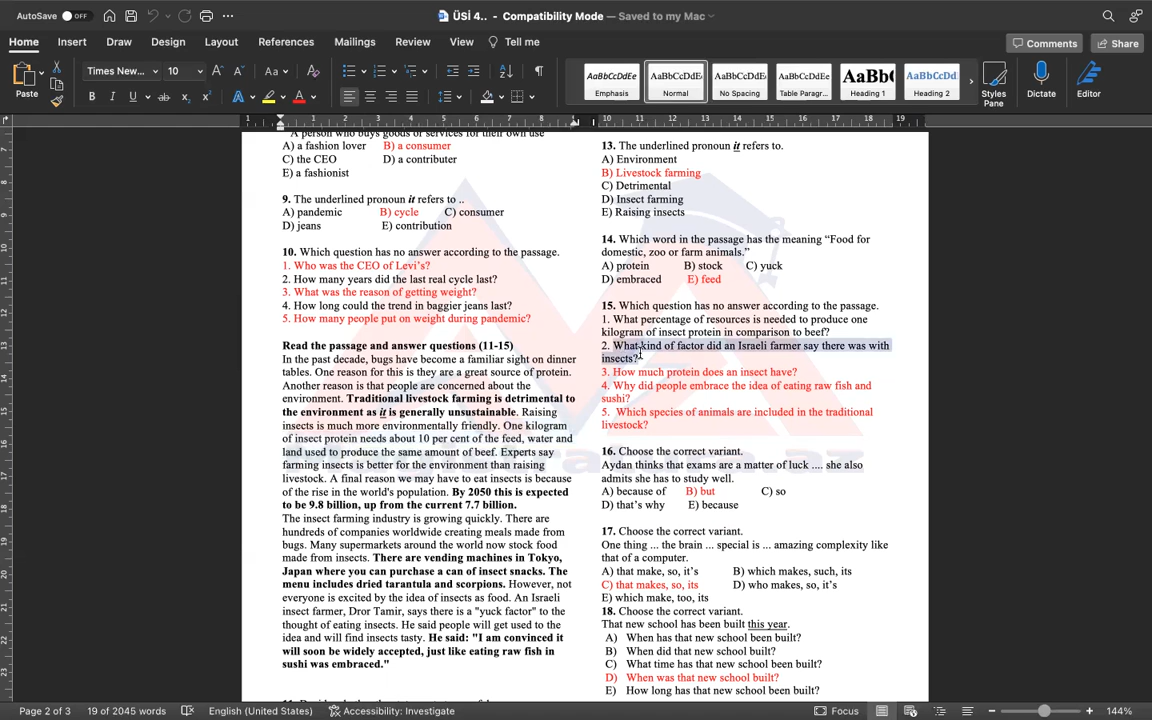 AutoSave OFF
ÜSİ 4.. - Compatibility Mode — Saved to my Mac
Home Insert Draw Design Layout References Mailings Review View Tell me
Comments Share
Paste
Times New... 10
Aa
B I U ab x₂ x²
A A
AaBbCcDdEe AaBbCcDdEe AaBbCcDdEe AaBbCcDdEe AaBb( AaBbCcDd
Emphasis Normal No Spacing Table Paragr... Heading 1 Heading 2
Styles Pane
Dictate
Editor
1 1 2 3 4 5 6 7 8 10 11 12 13 14 15 16 17 18 19
A person who buys goods or services for their own use
A) a fashion lover B) a consumer
C) the CEO D) a contributer
E) a fashionist
9. The underlined pronoun it refers to ..
A) pandemic B) cycle C) consumer
D) jeans E) contribution
10. Which question has no answer according to the passage.
1. Who was the CEO of Levi's?
2. How many years did the last real cycle last?
3. What was the reason of getting weight?
4. How long could the trend in baggier jeans last?
5. How many people put on weight during pandemic?
Read the passage and answer questions (11-15)
In the past decade, bugs have become a familiar sight on dinner
tables. One reason for this is they are a great source of protein.
Another reason is that people are concerned about the
environment. Traditional livestock farming is detrimental to
the environment as it is generally unsustainable. Raising
insects is much more environmentally friendly. One kilogram
of insect protein needs about 10 per cent of the feed, water and
land used to produce the same amount of beef. Experts say
farming insects is better for the environment than raising
livestock. A final reason we may have to eat insects is because
of the rise in the world's population. By 2050 this is expected
to be 9.8 billion, up from the current 7.7 billion.
The insect farming industry is growing quickly. There are
hundreds of companies worldwide creating meals made from
bugs. Many supermarkets around the world now stock food
made from insects. There are vending machines in Tokyo,
Japan where you can purchase a can of insect snacks. The
menu includes dried tarantula and scorpions. However, not
everyone is excited by the idea of insects as food. An Israeli
insect farmer, Dror Tamir, says there is a "yuck factor" to the
thought of eating insects. He said people will get used to the
idea and will find insects tasty. He said: "I am convinced it
will soon be widely accepted, just like eating raw fish in
sushi was embraced."
13. The underlined pronoun it refers to.
A) Environment
B) Livestock farming
C) Detrimental
D) Insect farming
E) Raising insects
14. Which word in the passage has the meaning “Food for
domestic, zoo or farm animals.”
A) protein B) stock C) yuck
D) embraced E) feed
15. Which question has no answer according to the passage.
1. What percentage of resources is needed to produce one
kilogram of insect protein in comparison to beef?
2. What kind of factor did an Israeli farmer say there was with
insects?
3. How much protein does an insect have?
4. Why did people embrace the idea of eating raw fish and
sushi?
5. Which species of animals are included in the traditional
livestock?
16. Choose the correct variant.
Aydan thinks that exams are a matter of luck .... she also
admits she has to study well.
A) because of B) but C) so
D) that’s why E) because
17. Choose the correct variant.
One thing ... the brain ... special is ... amazing complexity like
that of a computer.
A) that make, so, it’s B) which makes, such, its
C) that makes, so, its D) who makes, so, it’s
E) which make, too, its
18. Choose the correct variant.
That new school has been built this year.
A) When has that new school been built?
B) When did that new school built?
C) What time has that new school been built?
D) When was that new school built?
E) How long has that new school been built?
Page 2 of 3 19 of 2045 words English (United States) Accessibility: Investigate Focus 144%